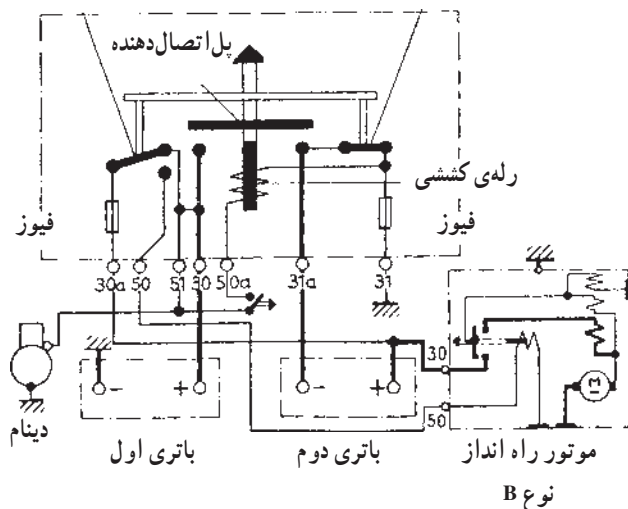 پل اتصال‌دهنده
رله‌ی کششی
فیوز
فیوز
30a 50 51 30 50a 31a 31
30
50
- +
- +
M
دینام
باتری اول
باتری دوم
موتور راه انداز
نوع B